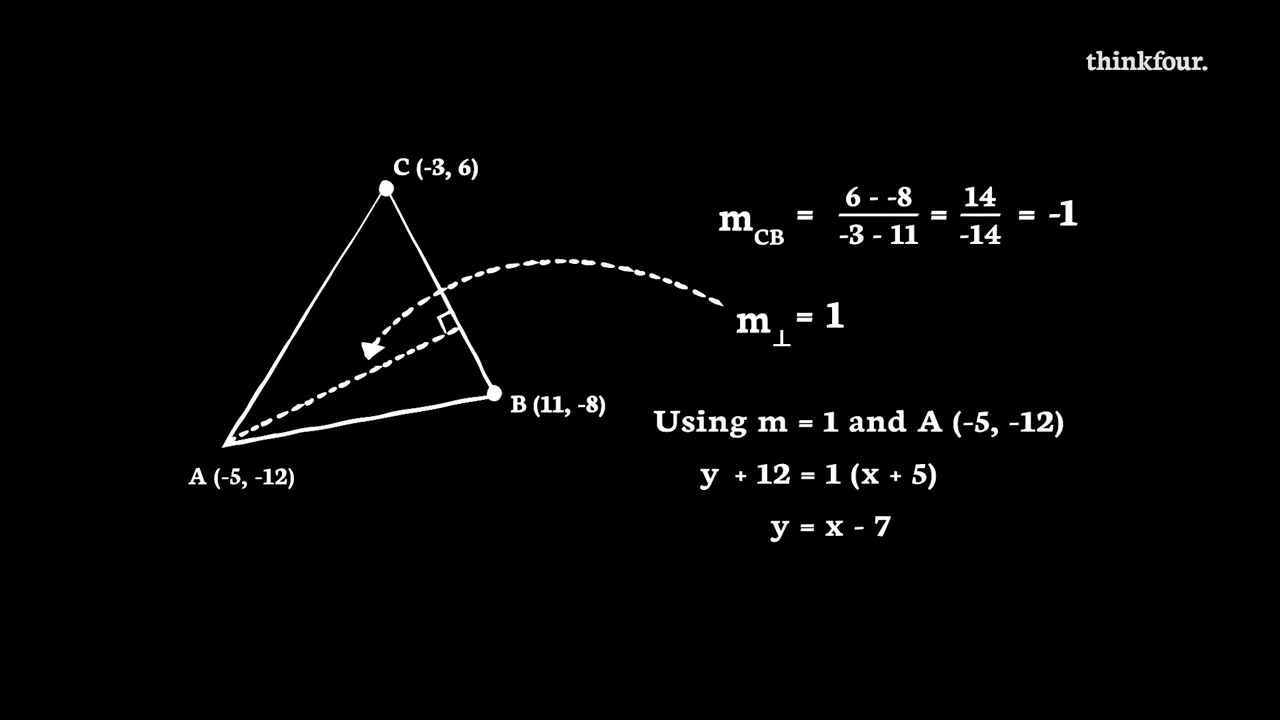 thinkfour.
C (-3, 6)
m_CB = 6 - -8 / -3 - 11 = 14 / -14 = -1
m_⊥ = 1
B (11, -8)
Using m = 1 and A (-5, -12)
A (-5, -12)
y + 12 = 1 (x + 5)
y = x - 7